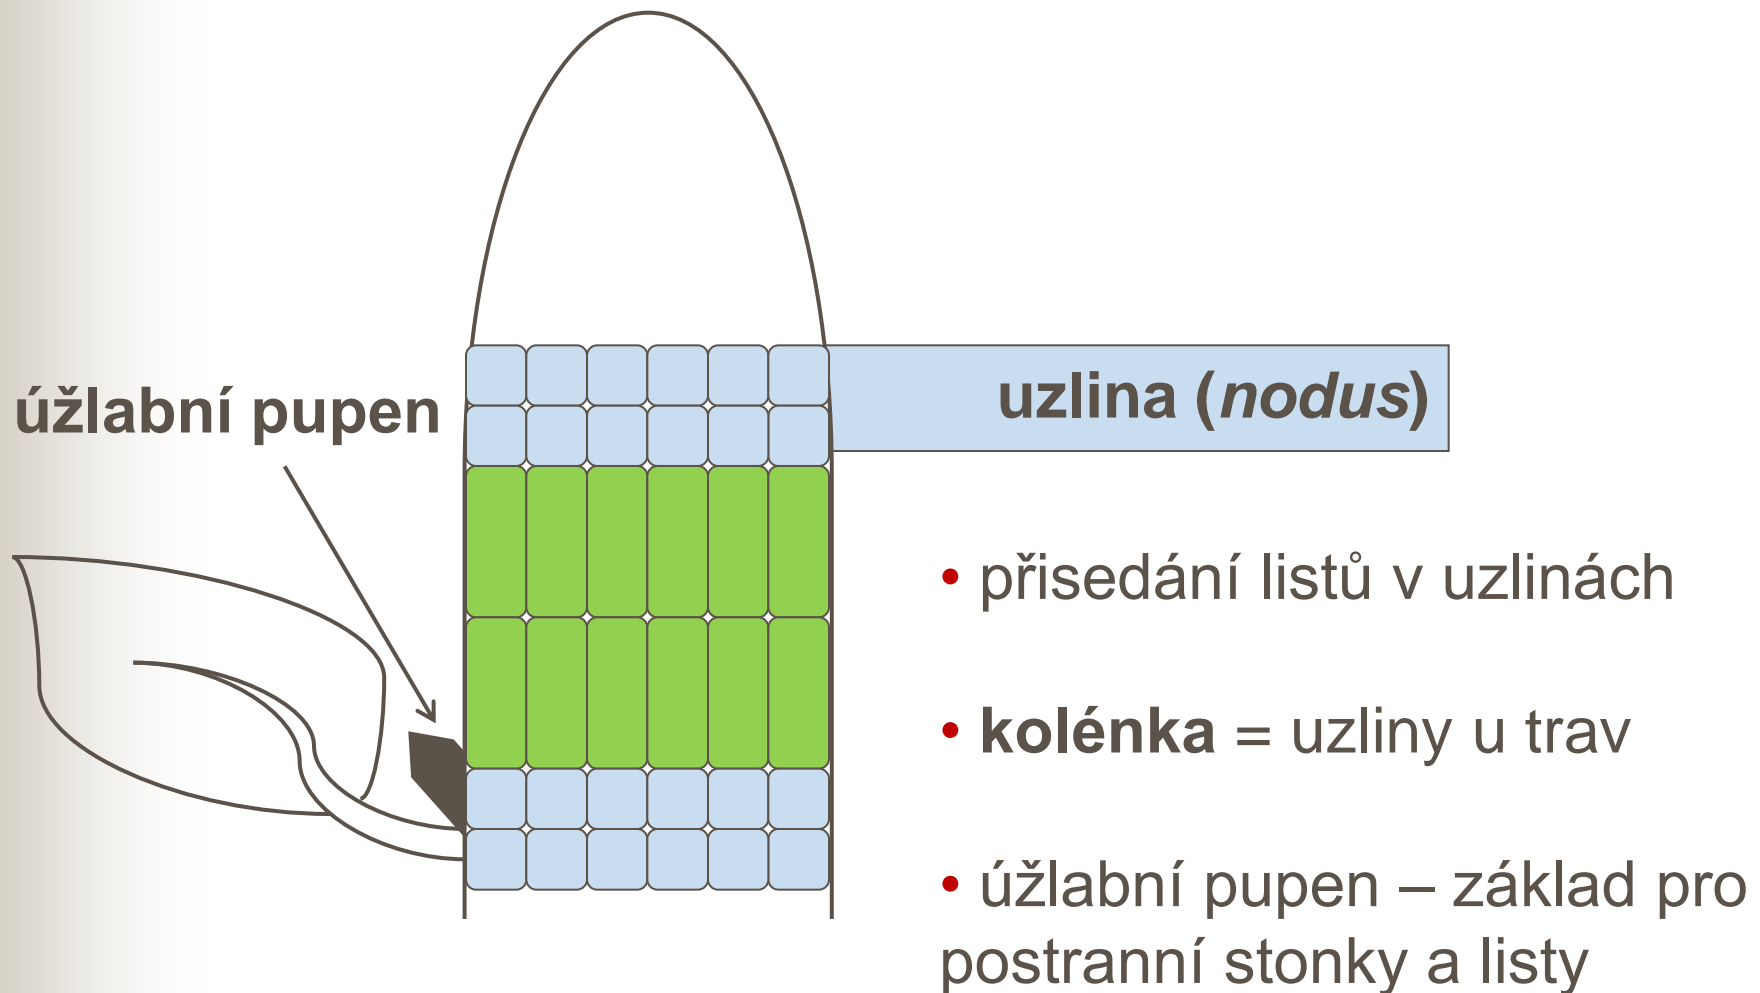 úžlabní pupen
uzlina (nodus)
• přisedání listů v uzlinách
• kolénka = uzliny u trav
• úžlabní pupen – základ pro
postranní stonky a listy